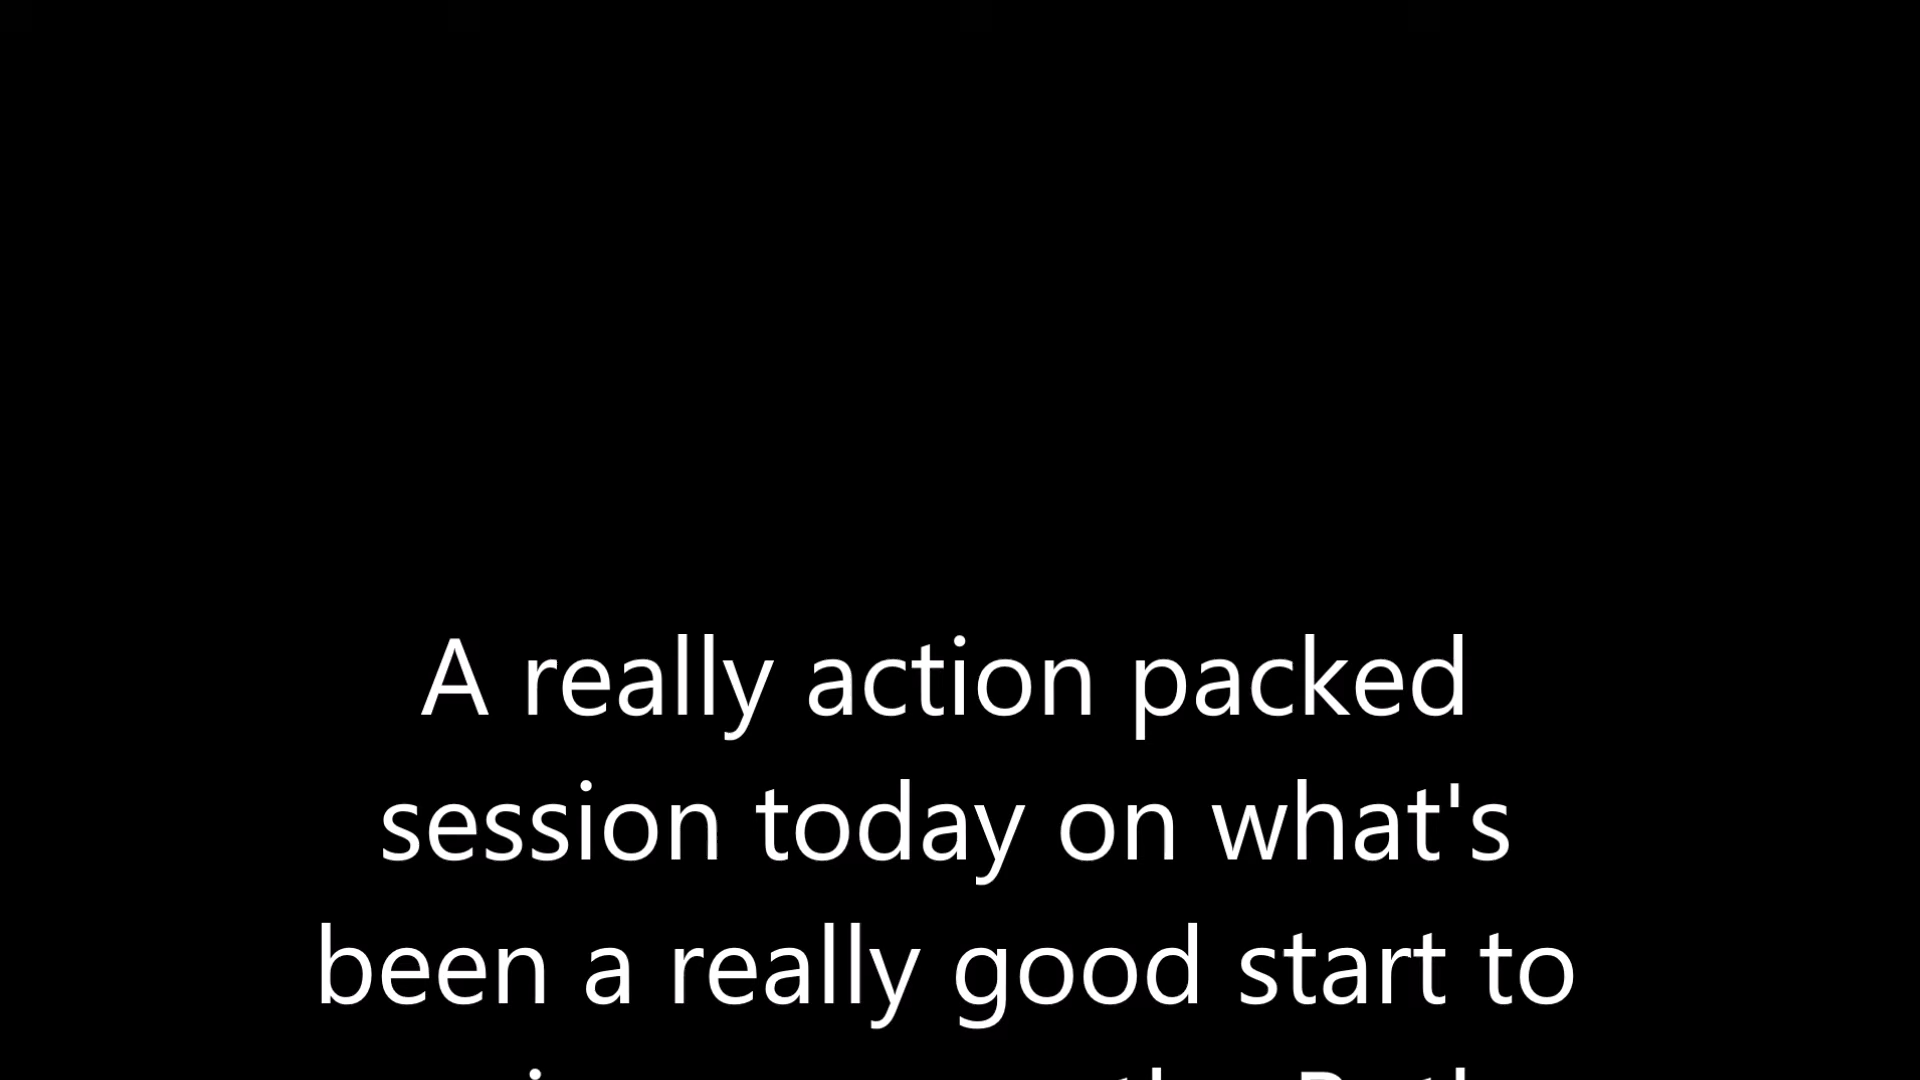 A really action packed
session today on what's
been a really good start to